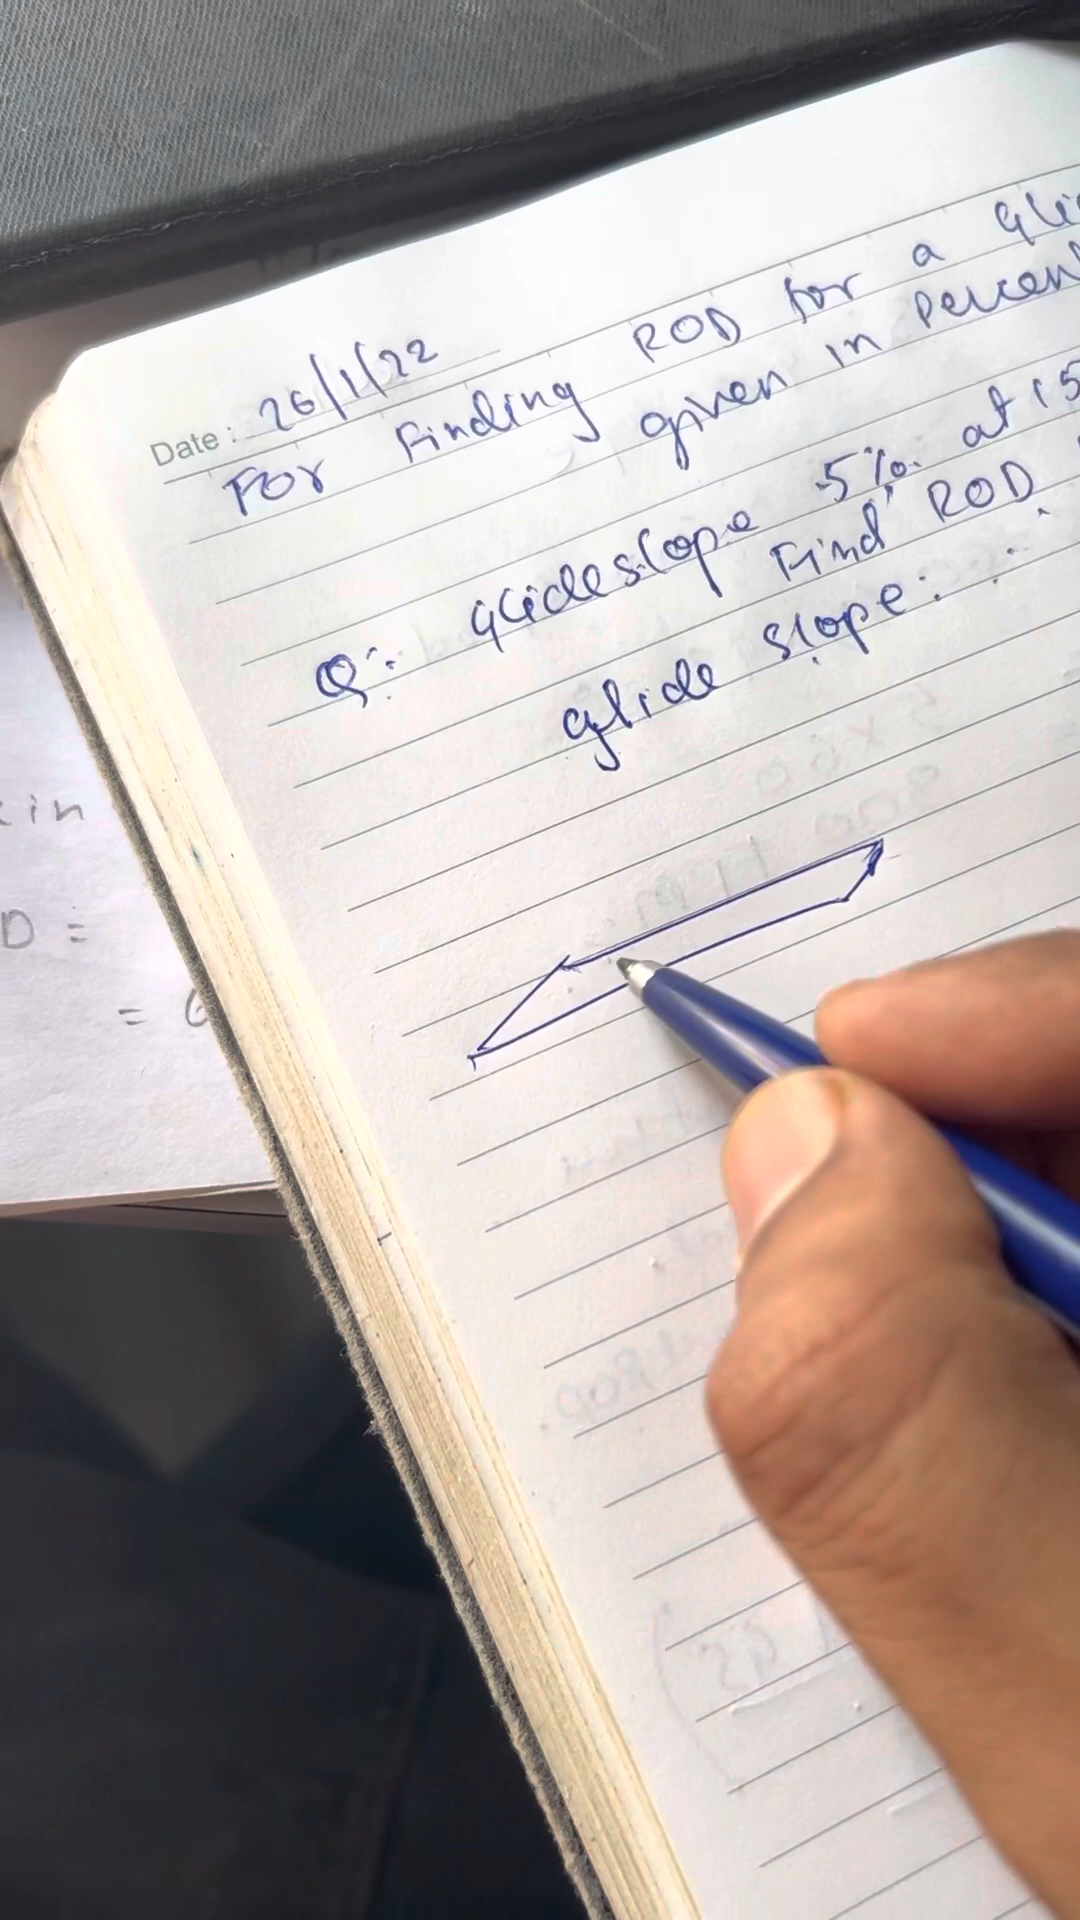 26/1/22
Date:
For Finding ROD for a Gli
given in Percen
Q:- Glideslope 5% at 15
Find ROD
glide slope:
in
D =
=